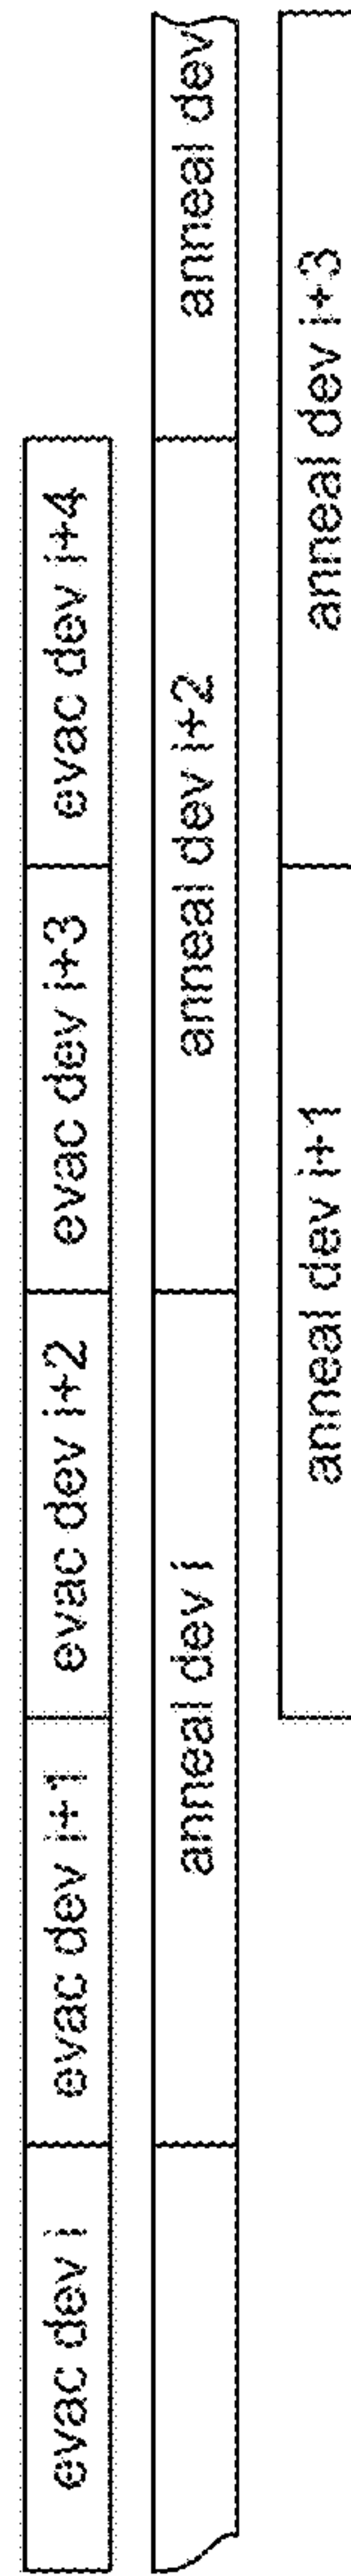 evac dev i
evac dev i+1
evac dev i+2
evac dev i+3
evac dev i+4
anneal dev i
anneal dev i+2
anneal dev
anneal dev i+1
anneal dev i+3